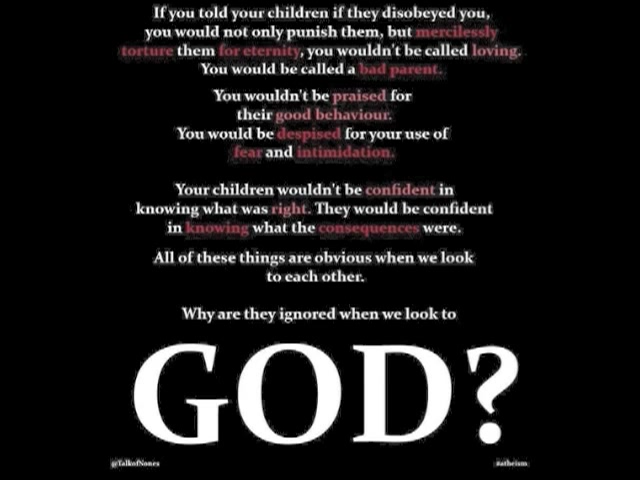 If you told your children if they disobeyed you,
you would not only punish them, but mercilessly
torture them for eternity, you wouldn't be called loving.
You would be called a bad parent.
You wouldn't be praised for
their good behaviour.
You would be despised for your use of
fear and intimidation.
Your children wouldn't be confident in
knowing what was right. They would be confident
in knowing what the consequences were.
All of these things are obvious when we look
to each other.
Why are they ignored when we look to
GOD?
@TalkofNones
#atheism